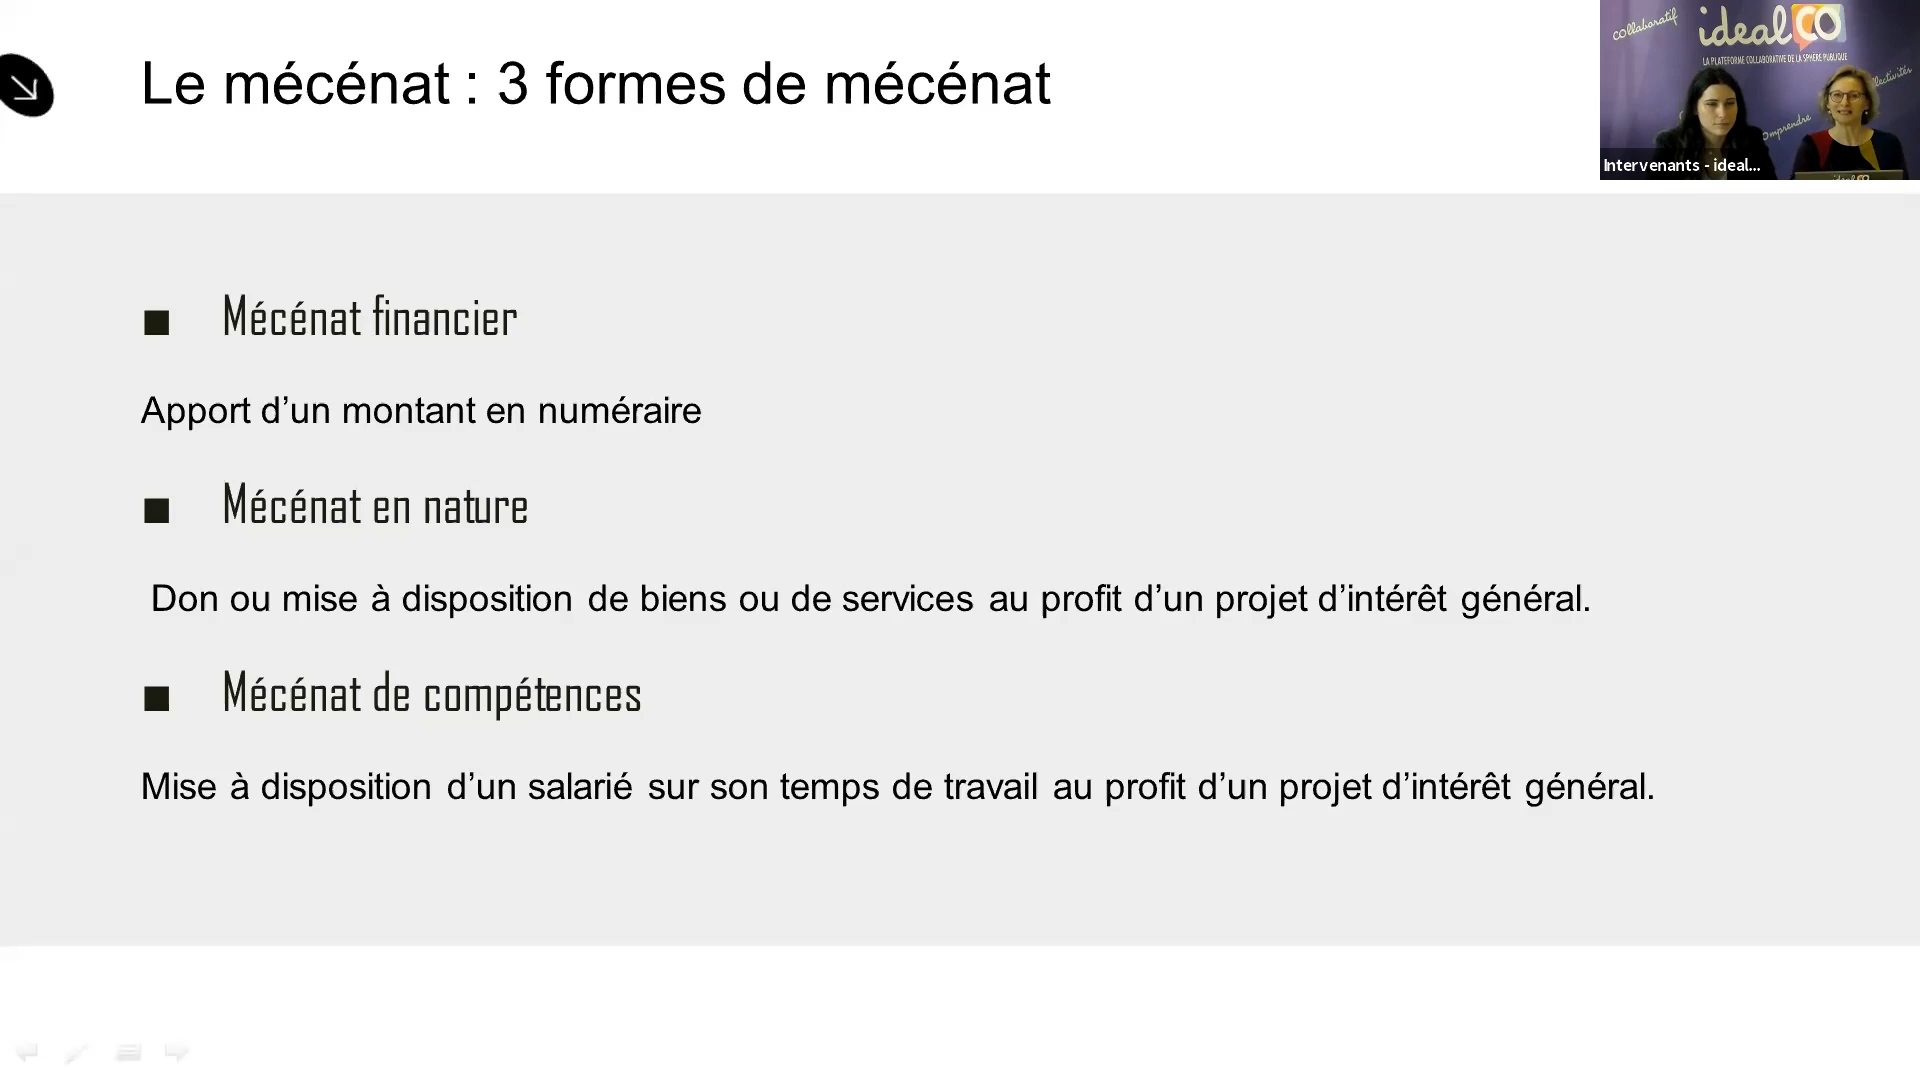 Le mécénat : 3 formes de mécénat
collaboratif
idealCO
LA PLATEFORME COLLABORATIVE DE LA SPHÈRE PUBLIQUE
llectivités
omprendre
Intervenants - ideal...
■ Mécénat financier
Apport d’un montant en numéraire
■ Mécénat en nature
Don ou mise à disposition de biens ou de services au profit d’un projet d’intérêt général.
■ Mécénat de compétences
Mise à disposition d’un salarié sur son temps de travail au profit d’un projet d’intérêt général.